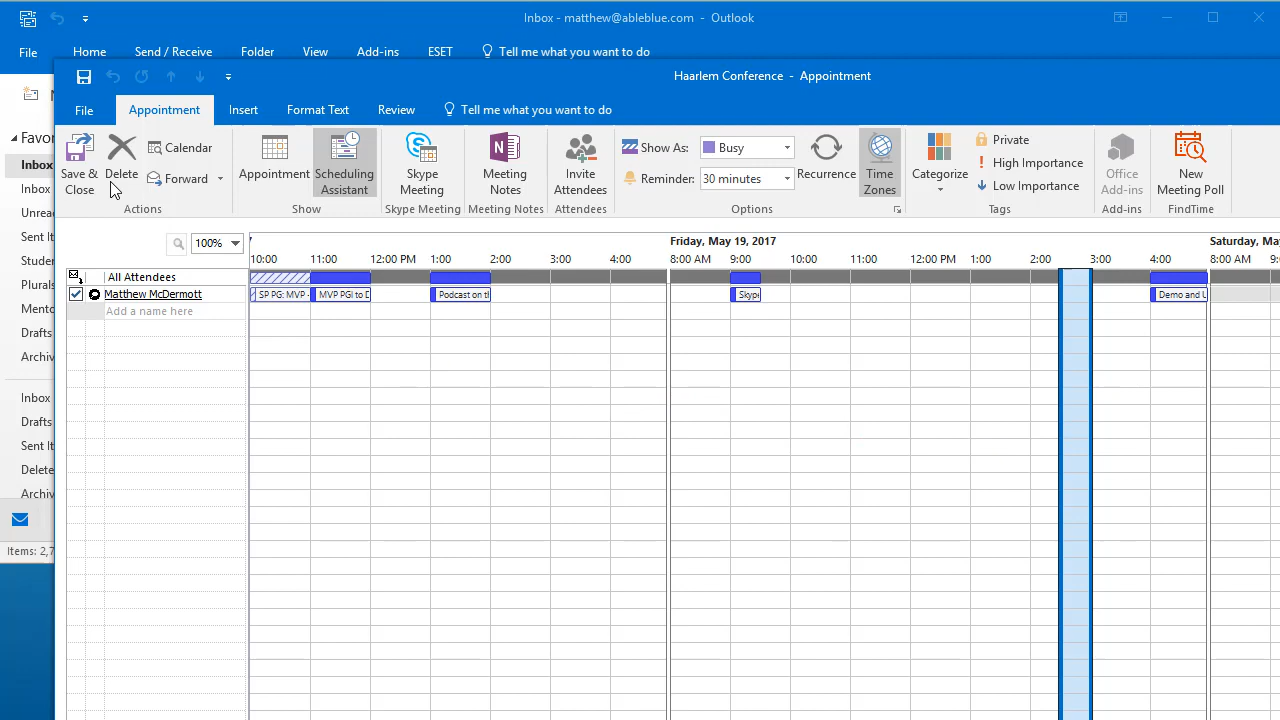 Inbox - matthew@ableblue.com - Outlook
File Home Send / Receive Folder View Add-ins ESET Tell me what you want to do
Haarlem Conference - Appointment
File Appointment Insert Format Text Review Tell me what you want to do
Save & Close
Delete
Calendar
Forward
Actions
Appointment
Scheduling Assistant
Show
Skype Meeting
Skype Meeting
Meeting Notes
Meeting Notes
Invite Attendees
Attendees
Show As: Busy
Reminder: 30 minutes
Recurrence
Time Zones
Options
Categorize
Private
High Importance
Low Importance
Tags
Office Add-ins
Add-ins
New Meeting Poll
FindTime
Favo
Inbox
Inbox
Unrea
Sent It
Studen
Plurals
Mento
Drafts
Archiv
Inbox
Drafts
Sent It
Delete
Archiv
Items: 2,7
100%
Friday, May 19, 2017
Saturday, May
10:00 11:00 12:00 PM 1:00 2:00 3:00 4:00 8:00 AM 9:00 10:00 11:00 12:00 PM 1:00 2:00 3:00 4:00 8:00 AM 9:
All Attendees
Matthew McDermott
SP PG: MVP
MVP PGI to D
Podcast on tl
Skype
Demo and U
Add a name here